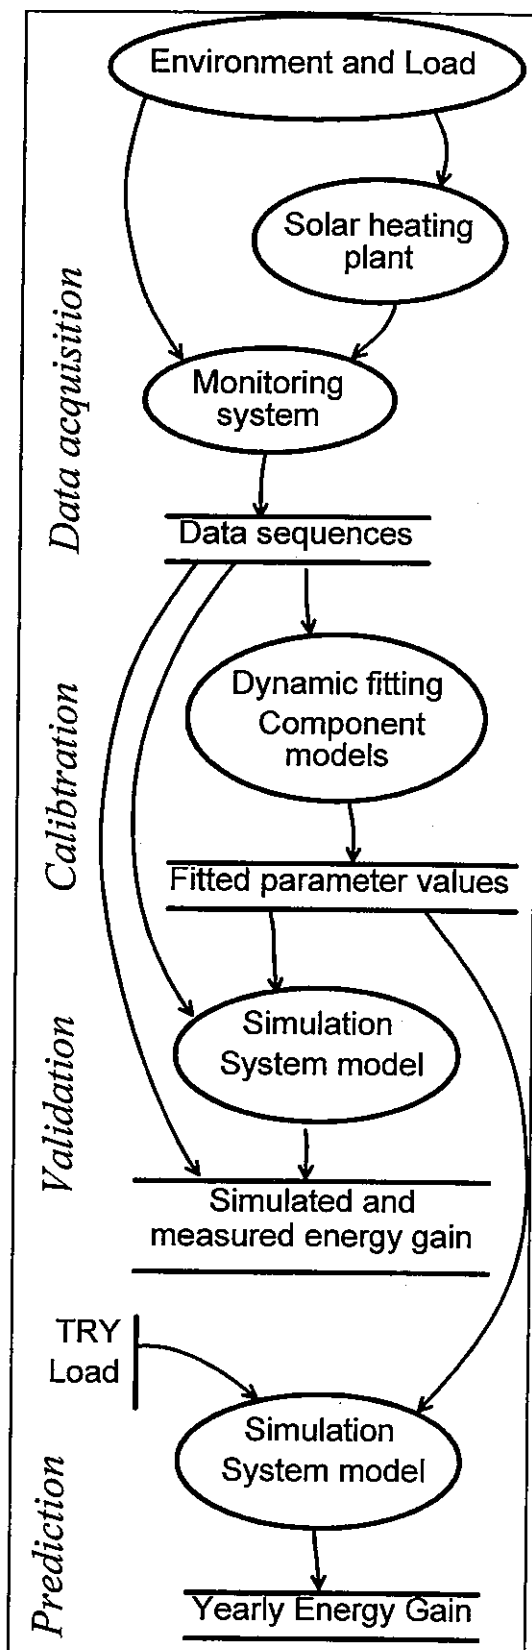 Environment and Load
Solar heating
plant
Data acquisition
Monitoring
system
Data sequences
Calibtration
Dynamic fitting
Component
models
Fitted parameter values
Validation
Simulation
System model
Simulated and
measured energy gain
TRY
Load
Prediction
Simulation
System model
Yearly Energy Gain